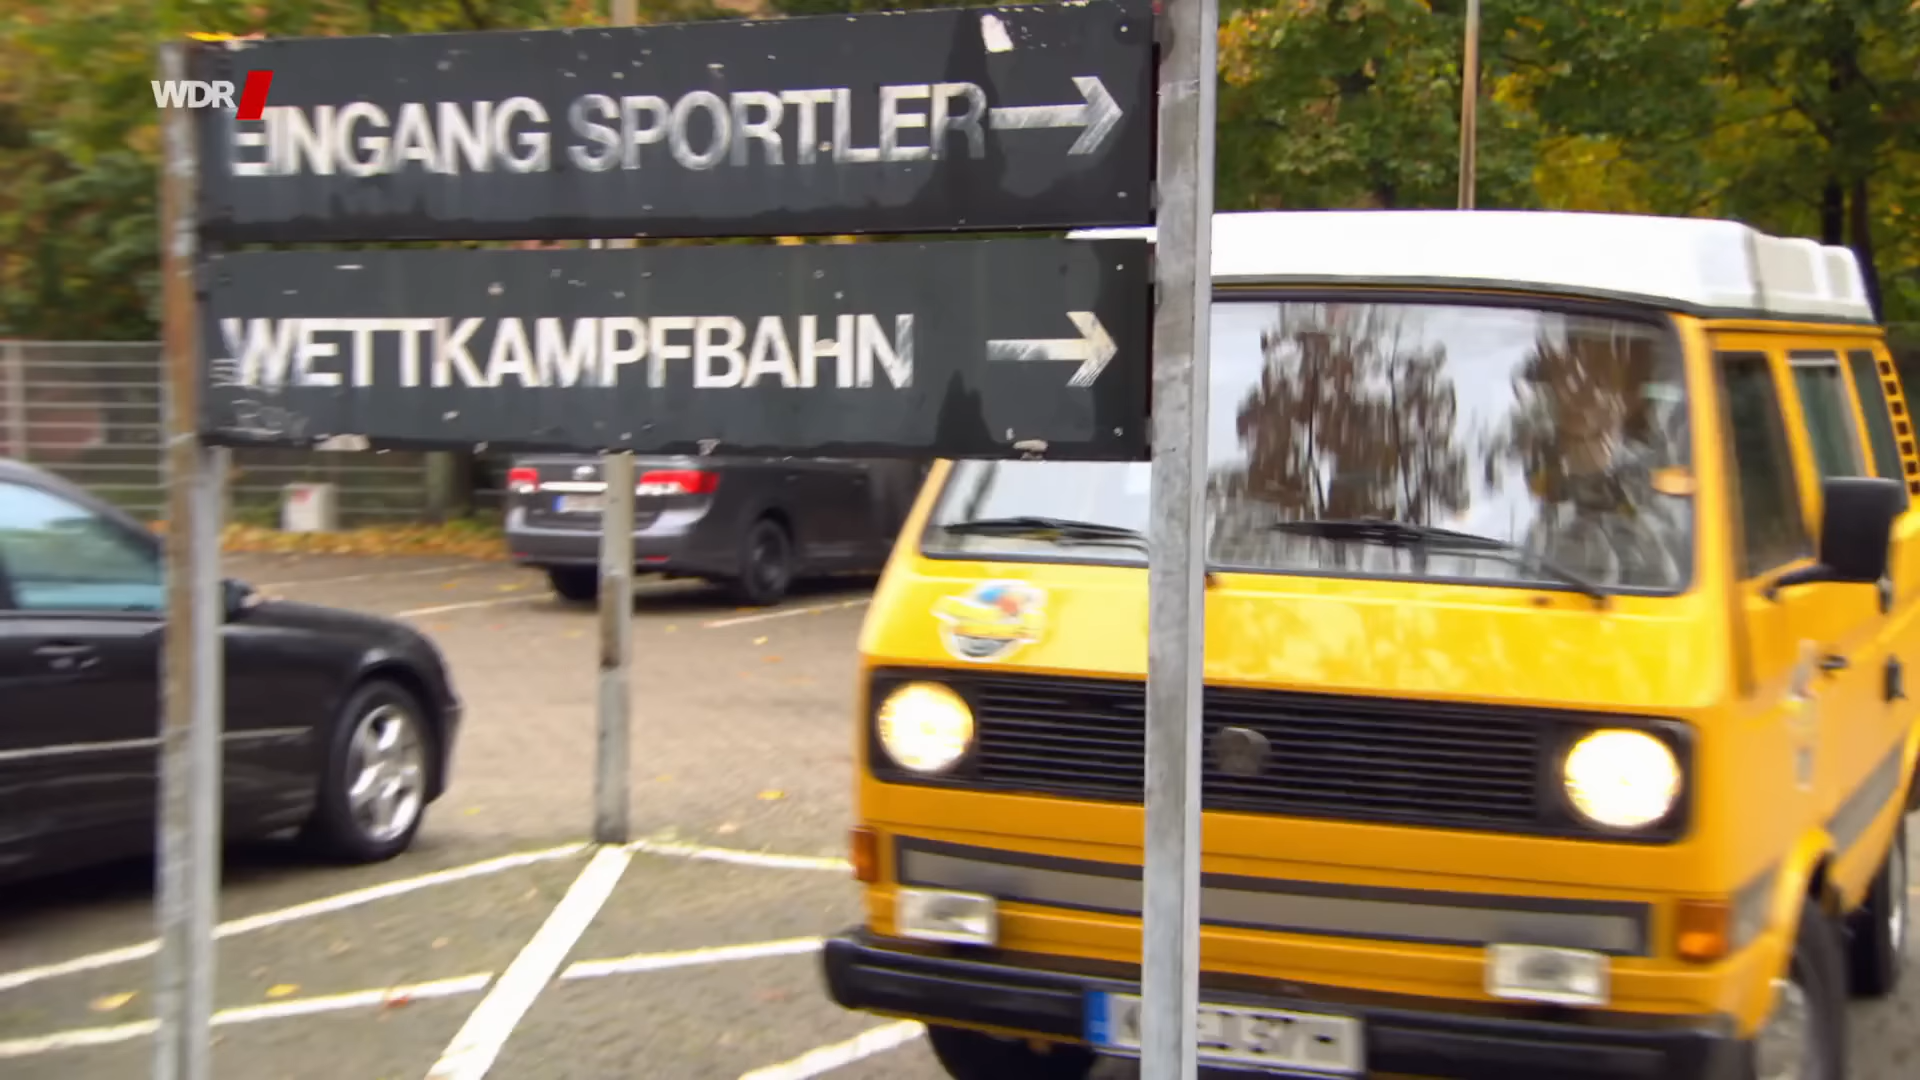 WDR
EINGANG SPORTLER →
WETTKAMPFBAHN →